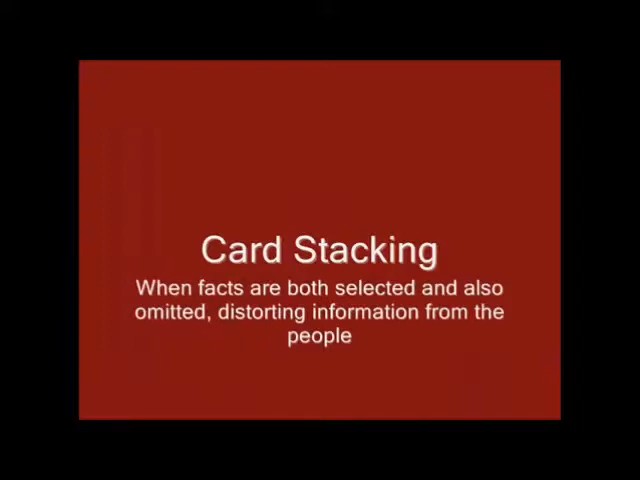 Card Stacking
When facts are both selected and also
omitted, distorting information from the
people